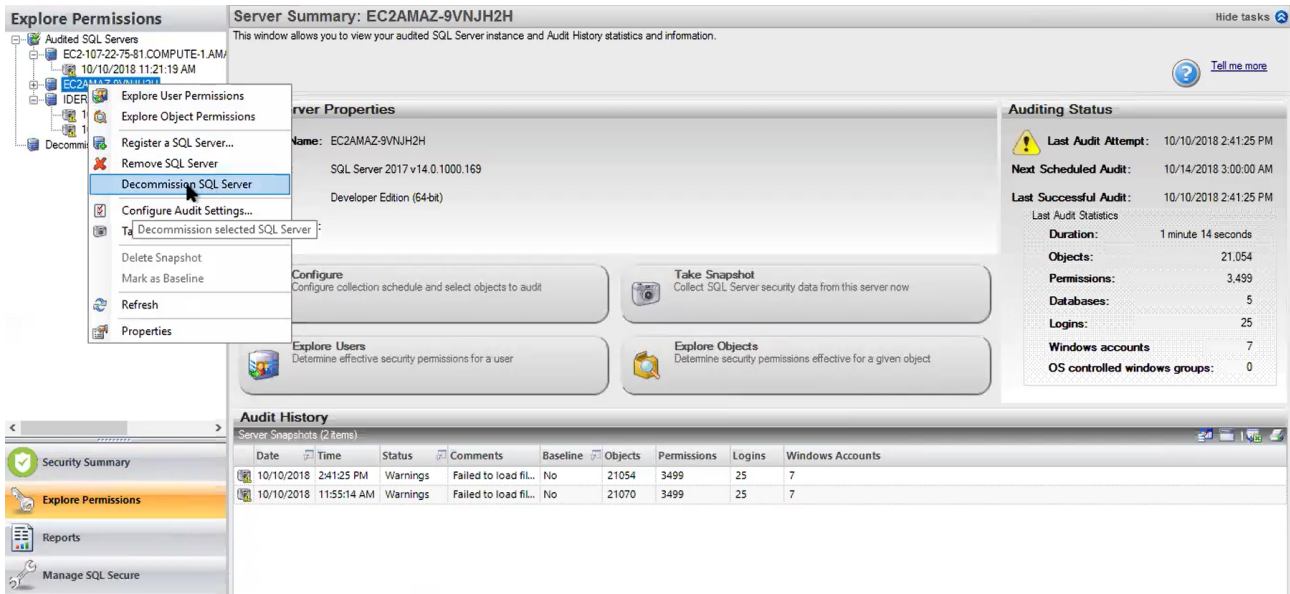 Explore Permissions
Server Summary: EC2AMAZ-9VNJH2H
Hide tasks
Audited SQL Servers
EC2-107-22-75-81.COMPUTE-1.AM
10/10/2018 11:21:19 AM
EC2AMAZ-9VNJH2H
IDER
Decommi
This window allows you to view your audited SQL Server instance and Audit History statistics and information.
Tell me more
Explore User Permissions
Explore Object Permissions
Register a SQL Server...
Remove SQL Server
Decommission SQL Server
Configure Audit Settings...
Ta
Decommission selected SQL Server
:
Delete Snapshot
Mark as Baseline
Refresh
Properties
rver Properties
Name: EC2AMAZ-9VNJH2H
SQL Server 2017 v14.0.1000.169
Developer Edition (64-bit)
Auditing Status
Last Audit Attempt: 10/10/2018 2:41:25 PM
Next Scheduled Audit: 10/14/2018 3:00:00 AM
Last Successful Audit: 10/10/2018 2:41:25 PM
Last Audit Statistics
Duration: 1 minute 14 seconds
Objects: 21,054
Permissions: 3,499
Databases: 5
Logins: 25
Windows accounts 7
OS controlled windows groups: 0
Configure
Configure collection schedule and select objects to audit
Take Snapshot
Collect SQL Server security data from this server now
Explore Users
Determine effective security permissions for a user
Explore Objects
Determine security permissions effective for a given object
Audit History
Server Snapshots (2 items)
Date Time Status Comments Baseline Objects Permissions Logins Windows Accounts
10/10/2018 2:41:25 PM Warnings Failed to load fil... No 21054 3499 25 7
10/10/2018 11:55:14 AM Warnings Failed to load fil... No 21070 3499 25 7
Security Summary
Explore Permissions
Reports
Manage SQL Secure